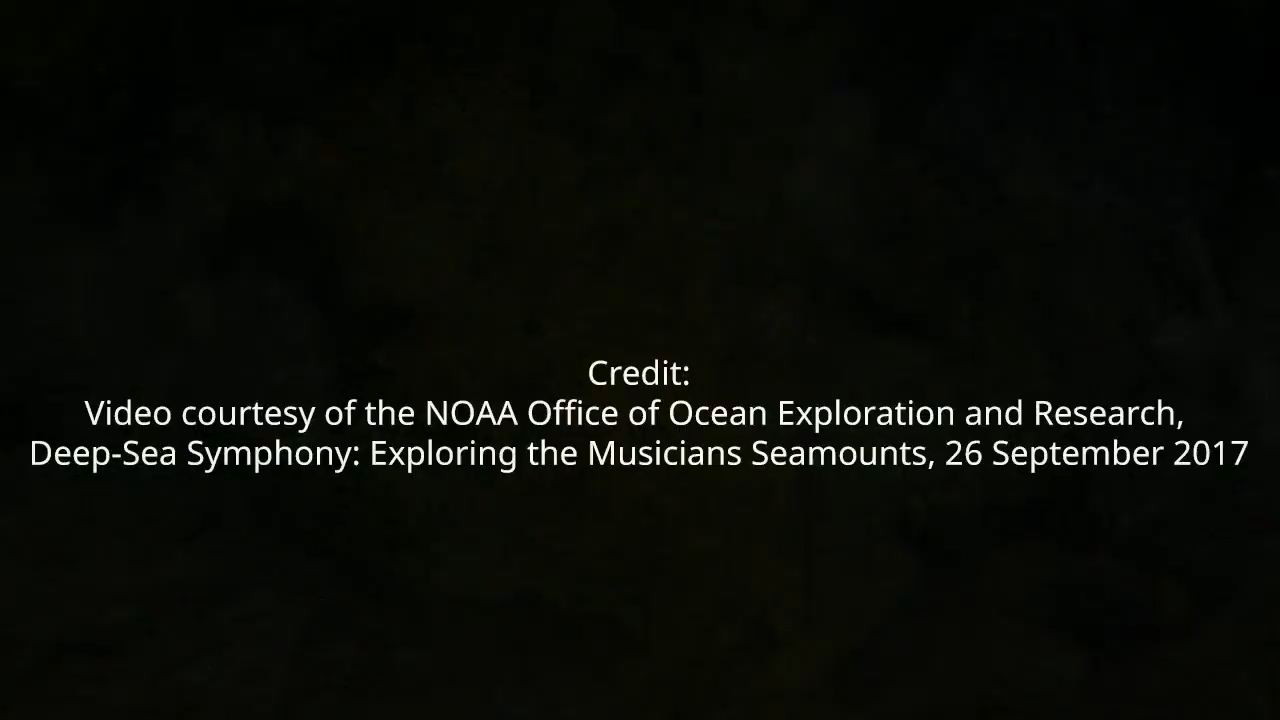 Credit:
Video courtesy of the NOAA Office of Ocean Exploration and Research,
Deep-Sea Symphony: Exploring the Musicians Seamounts, 26 September 2017